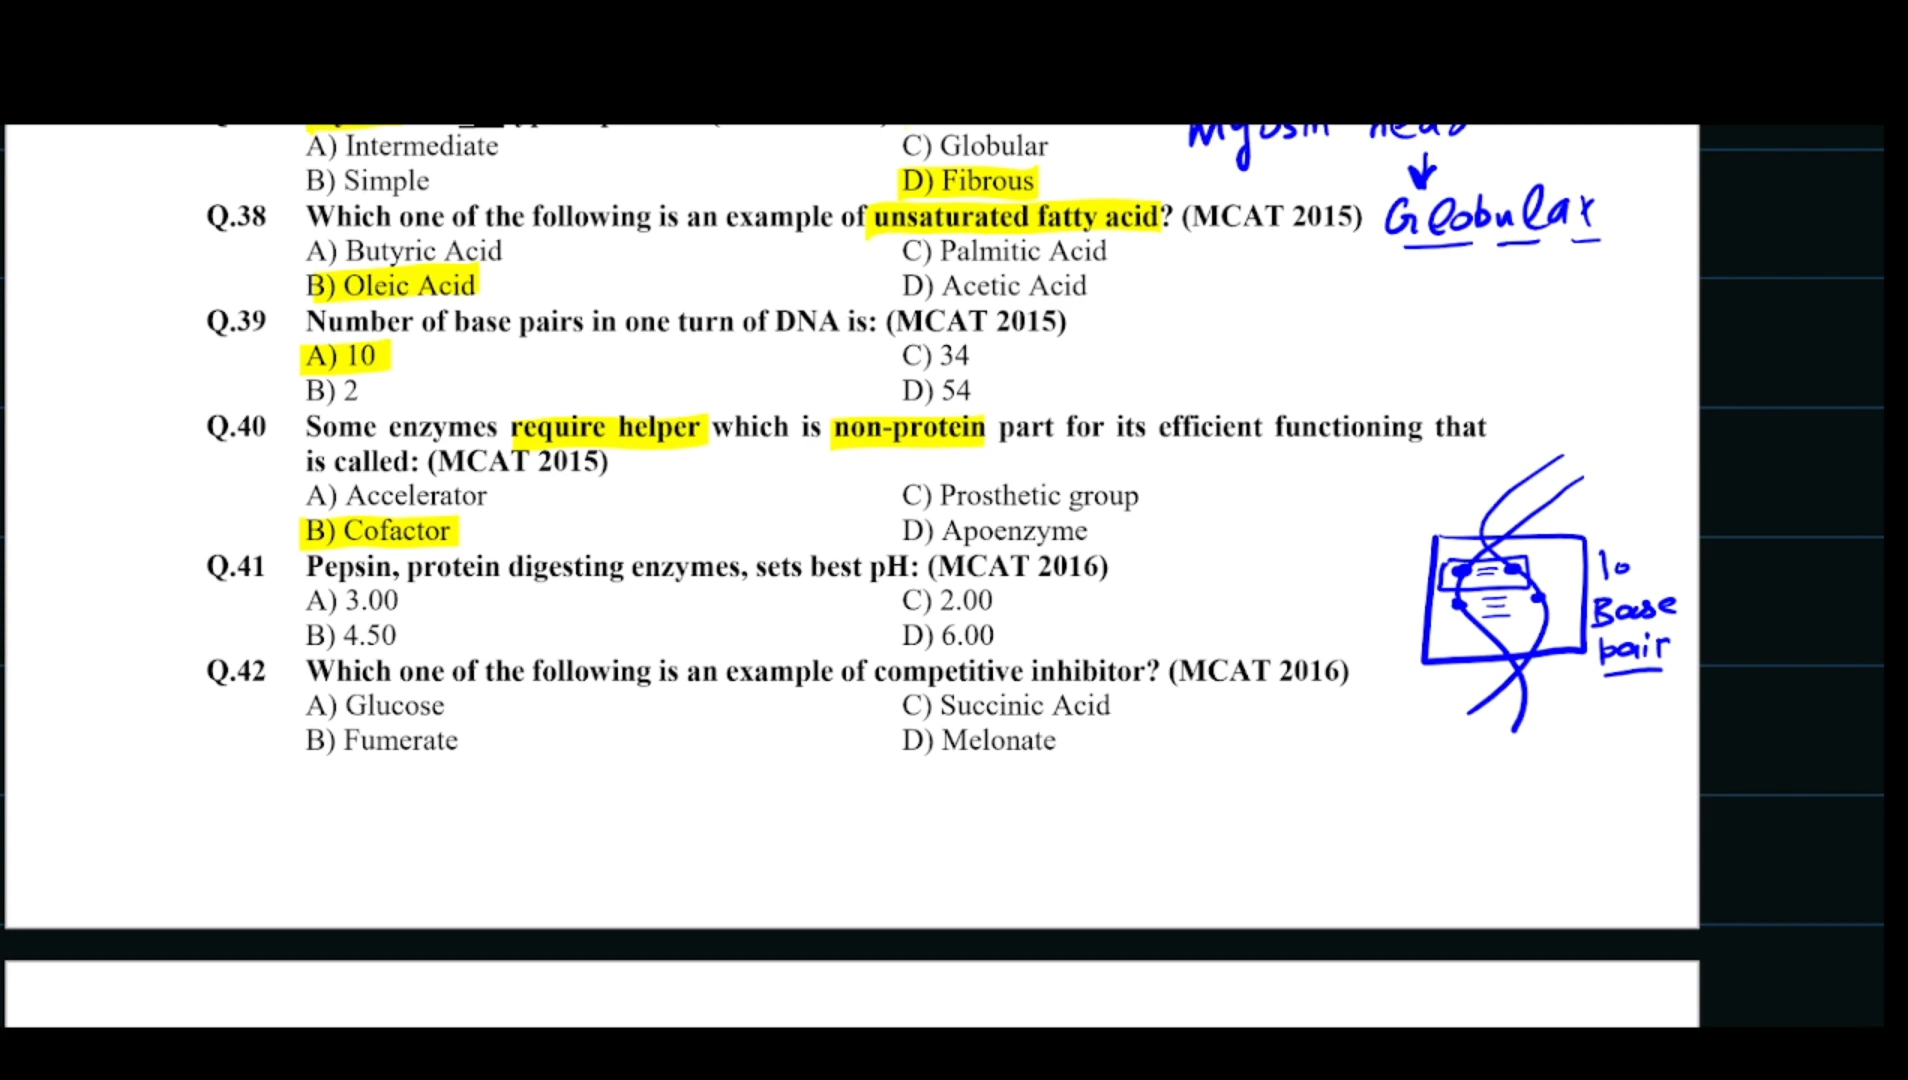 Myosin head
A) Intermediate C) Globular
B) Simple D) Fibrous
Globular
Q.38 Which one of the following is an example of unsaturated fatty acid? (MCAT 2015)
A) Butyric Acid C) Palmitic Acid
B) Oleic Acid D) Acetic Acid
Q.39 Number of base pairs in one turn of DNA is: (MCAT 2015)
A) 10 C) 34
B) 2 D) 54
Q.40 Some enzymes require helper which is non-protein part for its efficient functioning that
is called: (MCAT 2015)
A) Accelerator C) Prosthetic group
B) Cofactor D) Apoenzyme
Q.41 Pepsin, protein digesting enzymes, sets best pH: (MCAT 2016)
A) 3.00 C) 2.00
B) 4.50 D) 6.00
10
Base
pair
Q.42 Which one of the following is an example of competitive inhibitor? (MCAT 2016)
A) Glucose C) Succinic Acid
B) Fumerate D) Melonate